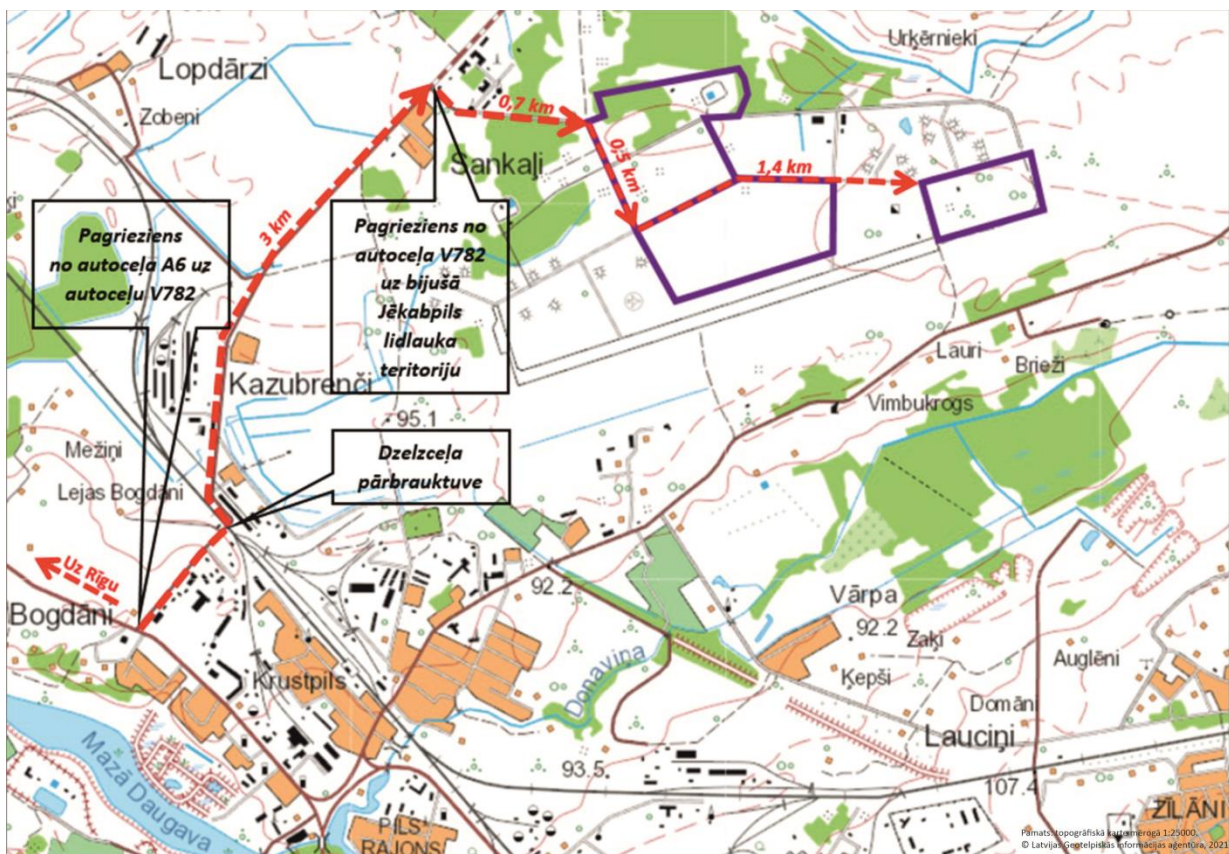 Urķērnieki
Lopdārzi
Zobeni
0,7 km
Sankaļi
0,5 km
1,4 km
3 km
Pagrieziens
no autoceļa A6 uz
autoceļu V782
Pagrieziens no
autoceļa V782
uz bijušā
Jēkabpils
lidlauka
teritoriju
Lauri
Brieži
Kazubrenči
Vimbukrogs
95.1
Mežiņi
Dzelzceļa
pārbrauktuve
Lejas Bogdāni
Uz Rīgu
Bogdāni
92.2
Vārpa
92.2
Zaķi
Auglēni
Ķepši
Krustpils
Donaviņa
Domāni
Lauciņi
Mazā Daugava
93.5
107.4
ZĪLĀNI
PILS
RAJONS
Pamats: topogrāfiskā karte mērogā 1:25000.
© Latvijas Ģeotelpiskās informācijas aģentūra, 2021